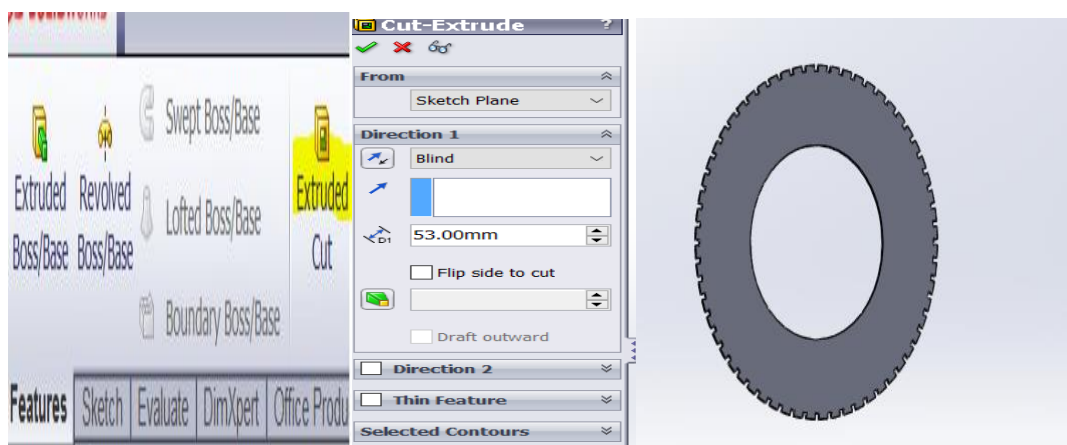 Swept Boss/Base
Extruded
Boss/Base
Revolved
Boss/Base
Lofted Boss/Base
Boundary Boss/Base
Extruded
Cut
Features
Sketch
Evaluate
DimXpert
Office Produ
Cut-Extrude
?
From
Sketch Plane
Direction 1
Blind
D1
53.00mm
Flip side to cut
Draft outward
Direction 2
Thin Feature
Selected Contours